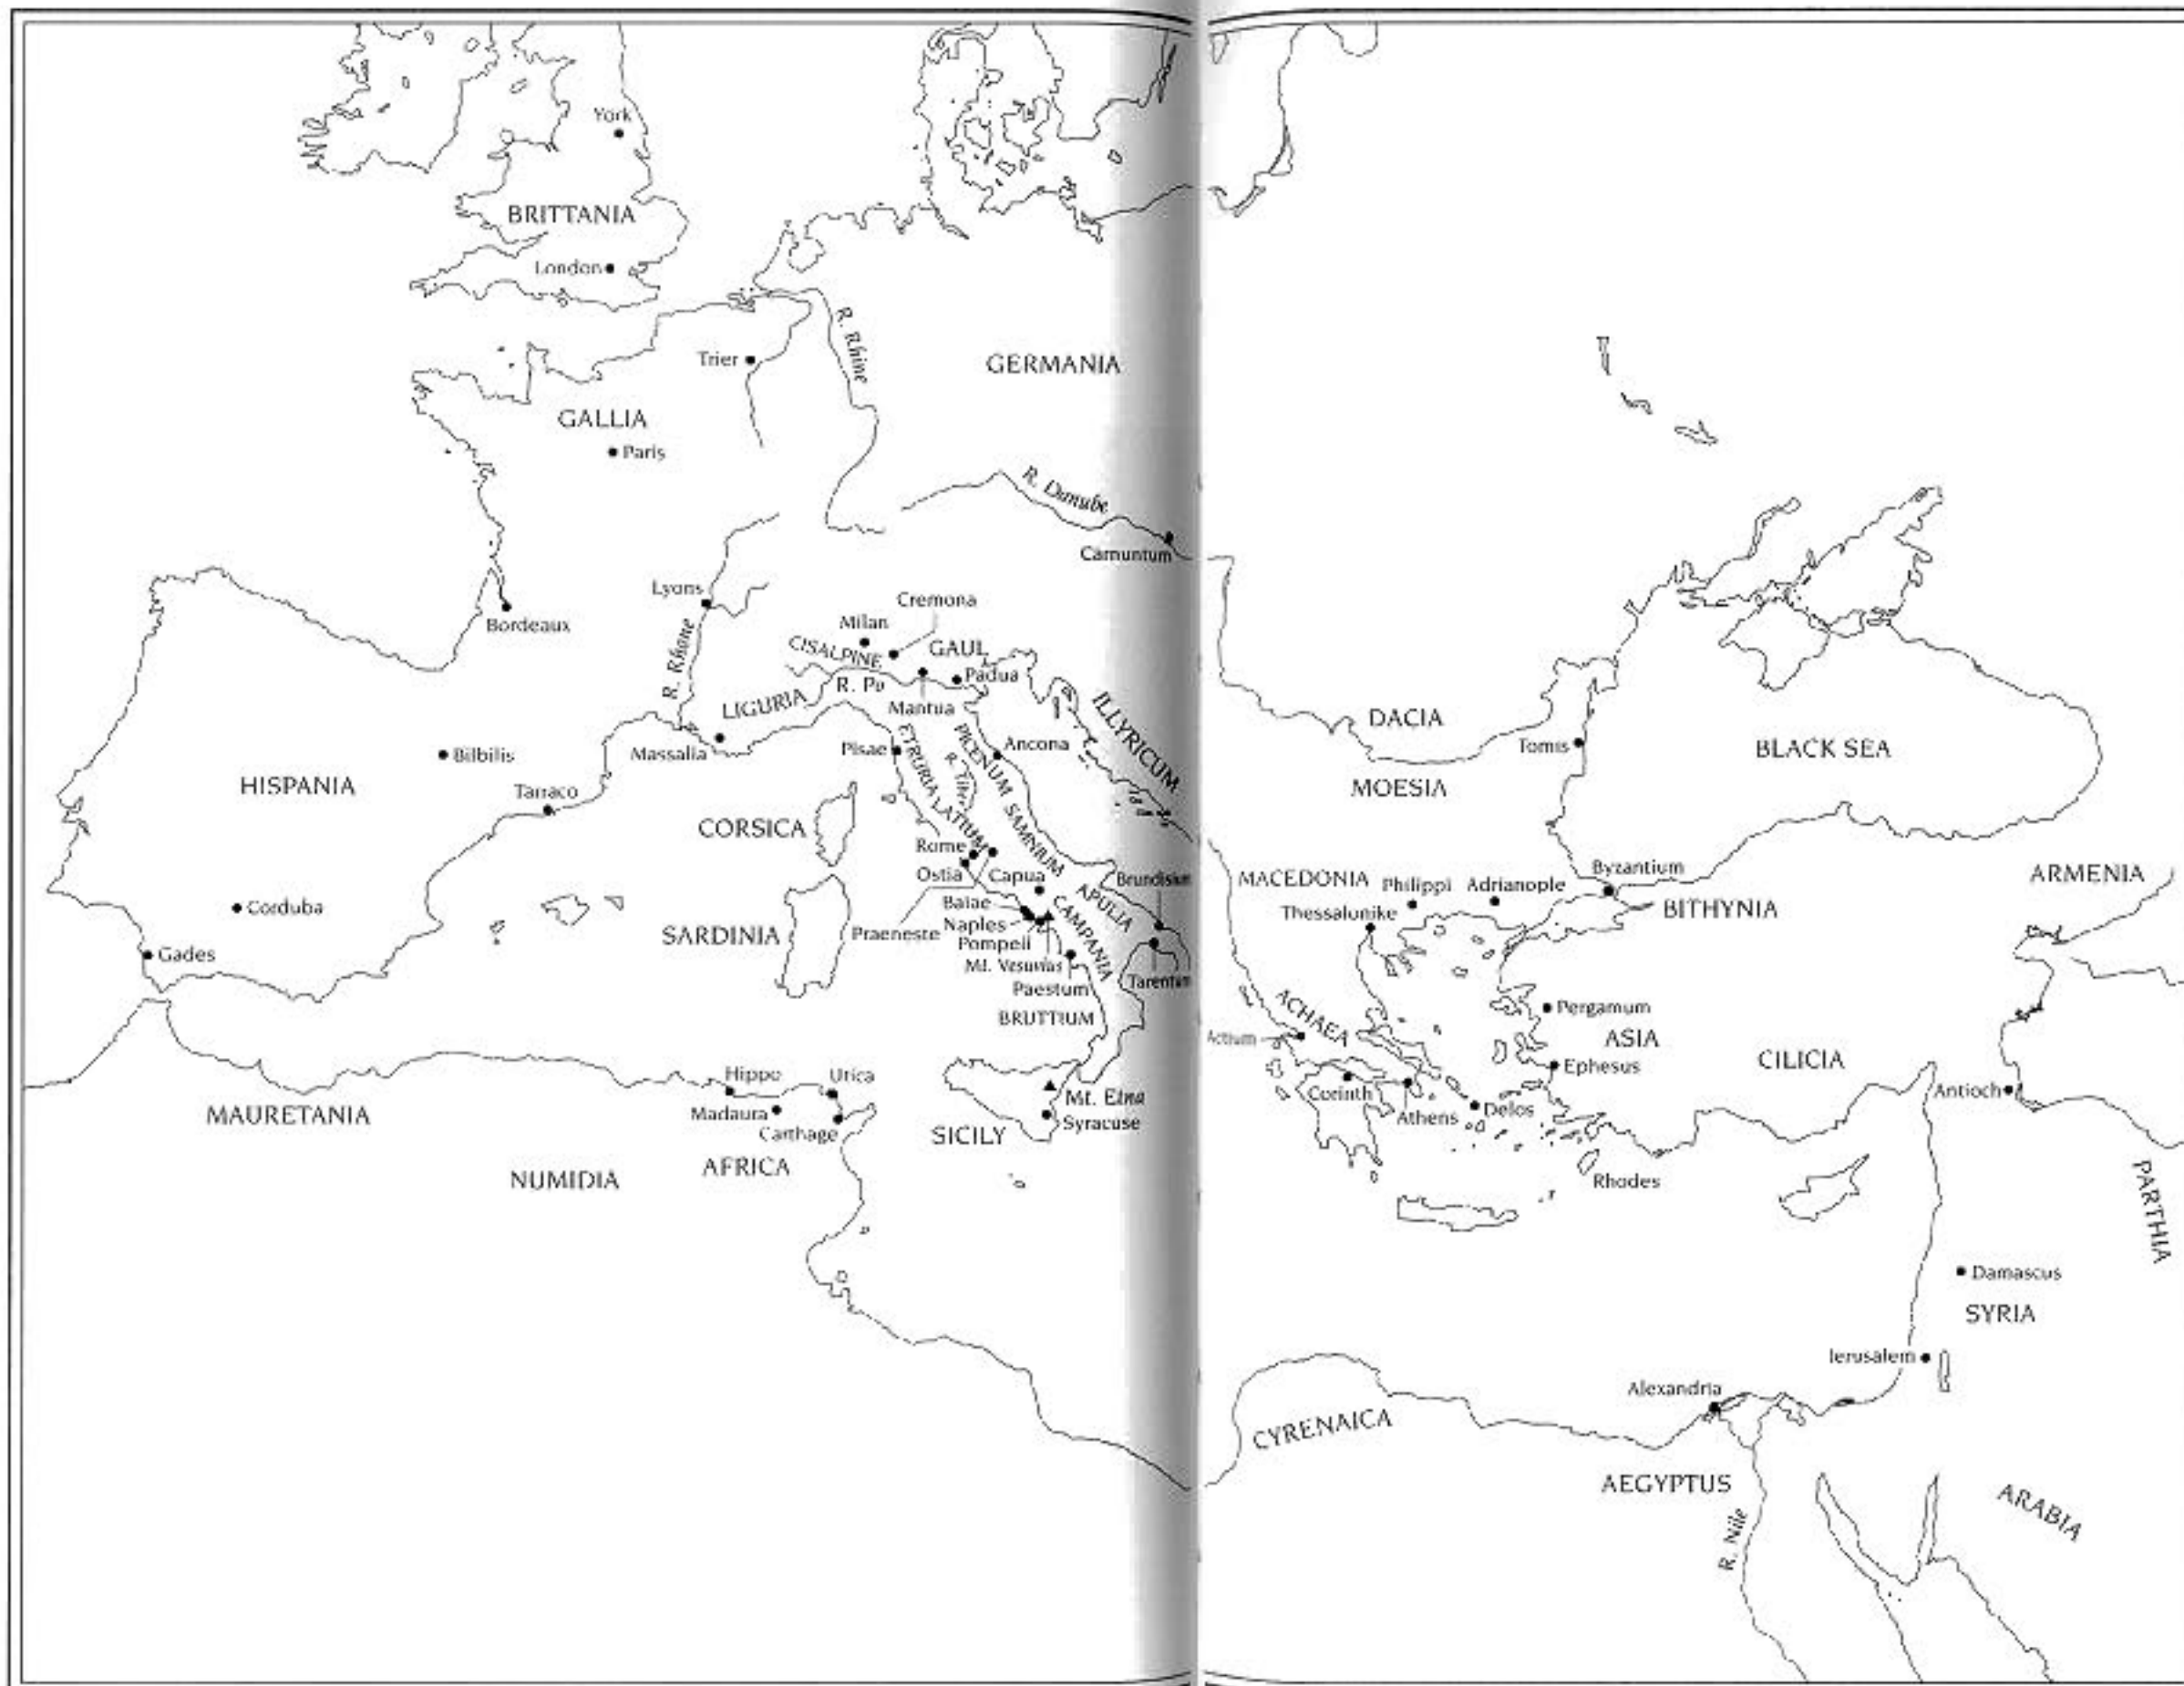 York
BRITTANIA
London
R. Rhine
Trier
GERMANIA
GALLIA
Paris
R. Danube
Carnuntum
Lyons
Bordeaux
Cremona
Milan
CISALPINE
GAUL
R. Rhone
Padua
R. Po
LIGURIA
Mantua
ILLYRICUM
Massalia
Pisae
ETRURIA
PICENUM
Ancona
R. Tiber
Bilbilis
HISPANIA
Tarraco
CORSICA
LATIUM
SAMNIUM
Rome
Ostia
Capua
Brundisium
APULIA
Corduba
Baiae
CAMPANIA
SARDINIA
Praeneste
Naples
Pompeii
Mt. Vesuvius
Gades
Tarentum
Paestum
BRUTTIUM
Hippo
Utica
MAURETANIA
Madaura
Carthage
Mt. Etna
Syracuse
SICILY
NUMIDIA
AFRICA
DACIA
Tomis
BLACK SEA
MOESIA
Byzantium
MACEDONIA
Philippi
Adrianople
ARMENIA
Thessalonike
BITHYNIA
ACHAEA
Pergamum
Actium
ASIA
CILICIA
Ephesus
Corinth
Athens
Delos
Antioch
Rhodes
PARTHIA
Damascus
SYRIA
Ierusalem
Alexandria
CYRENAICA
AEGYPTUS
ARABIA
R. Nile